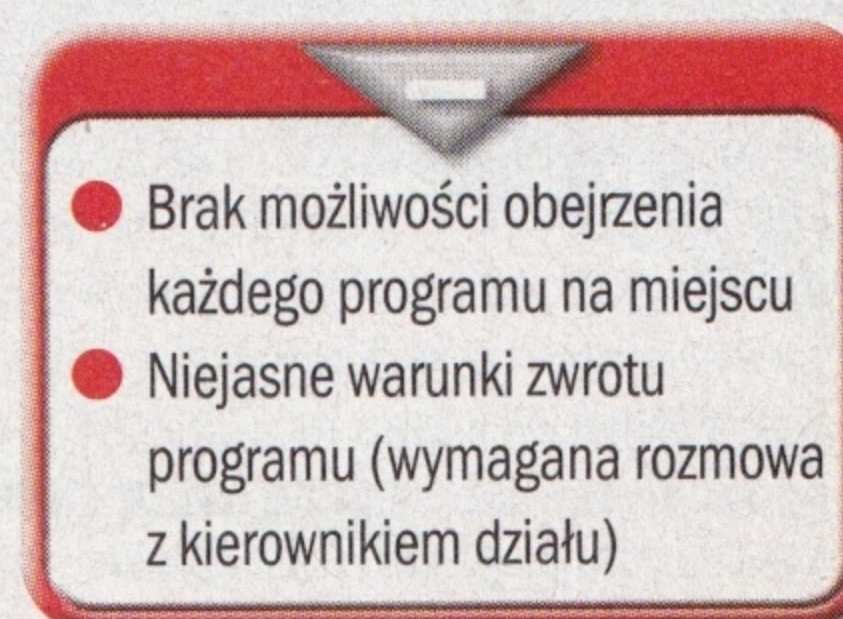 ● Brak możliwości obejrzenia
każdego programu na miejscu
● Niejasne warunki zwrotu
programu (wymagana rozmowa
z kierownikiem działu)